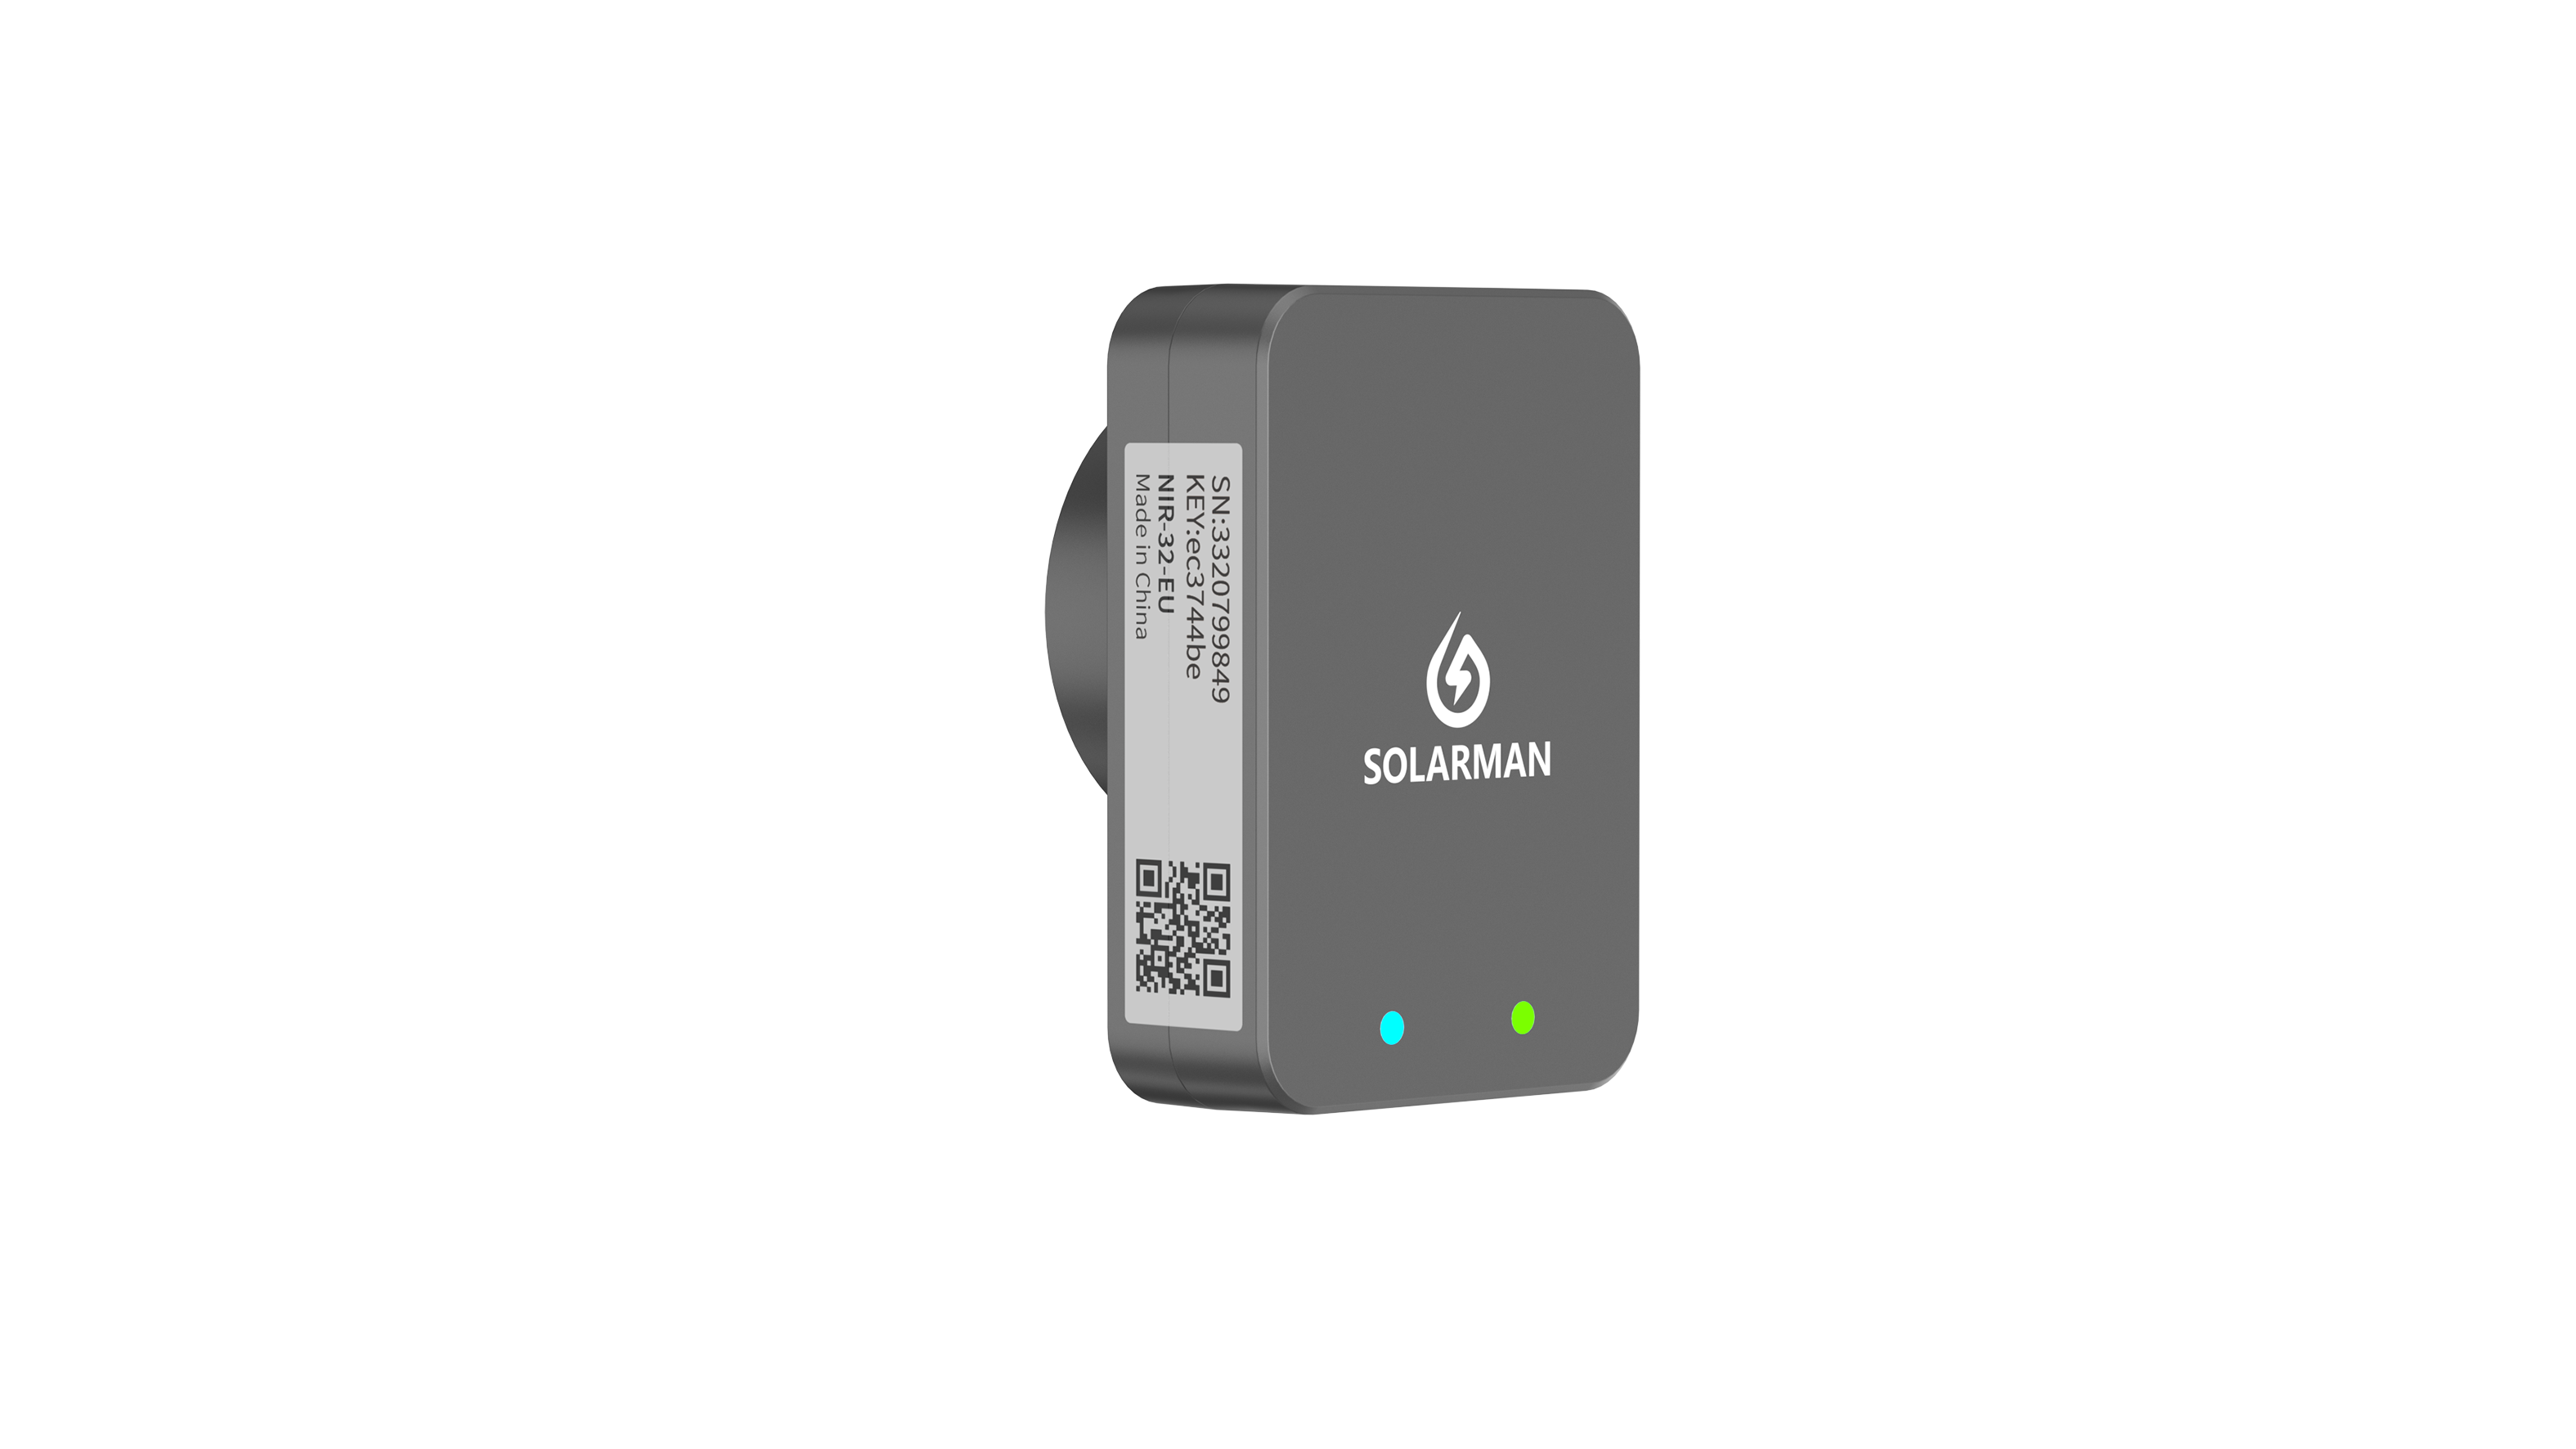 SN:3320799849
KEY:ec3744be
NIR-32-EU
Made in China
SOLARMAN